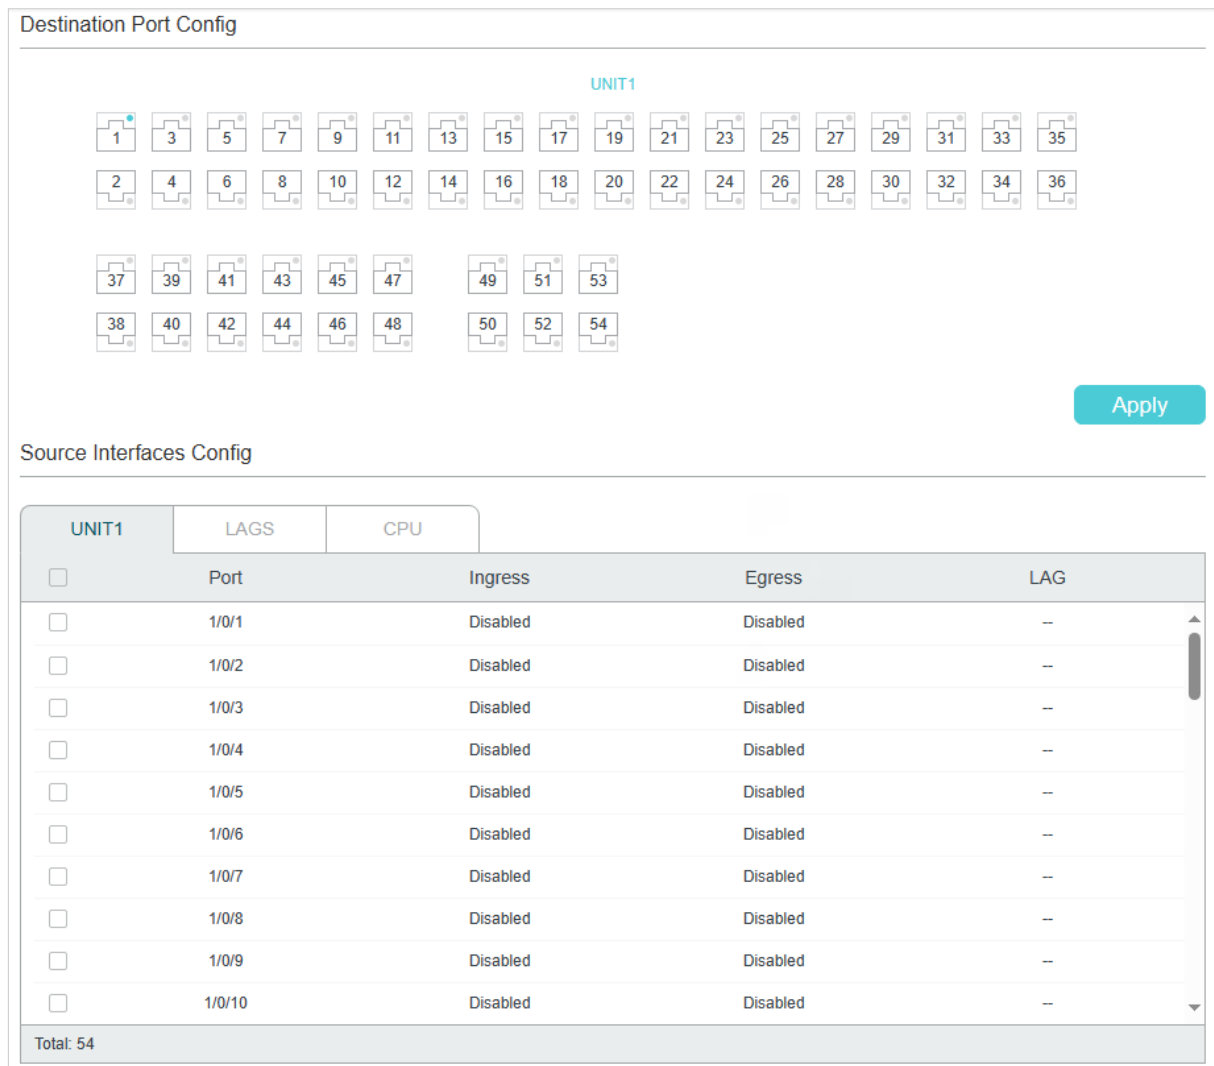 Destination Port Config
UNIT1
1 3 5 7 9 11 13 15 17 19 21 23 25 27 29 31 33 35
2 4 6 8 10 12 14 16 18 20 22 24 26 28 30 32 34 36
37 39 41 43 45 47 49 51 53
38 40 42 44 46 48 50 52 54
Apply
Source Interfaces Config
UNIT1 LAGS CPU
Port Ingress Egress LAG
1/0/1 Disabled Disabled --
1/0/2 Disabled Disabled --
1/0/3 Disabled Disabled --
1/0/4 Disabled Disabled --
1/0/5 Disabled Disabled --
1/0/6 Disabled Disabled --
1/0/7 Disabled Disabled --
1/0/8 Disabled Disabled --
1/0/9 Disabled Disabled --
1/0/10 Disabled Disabled --
Total: 54